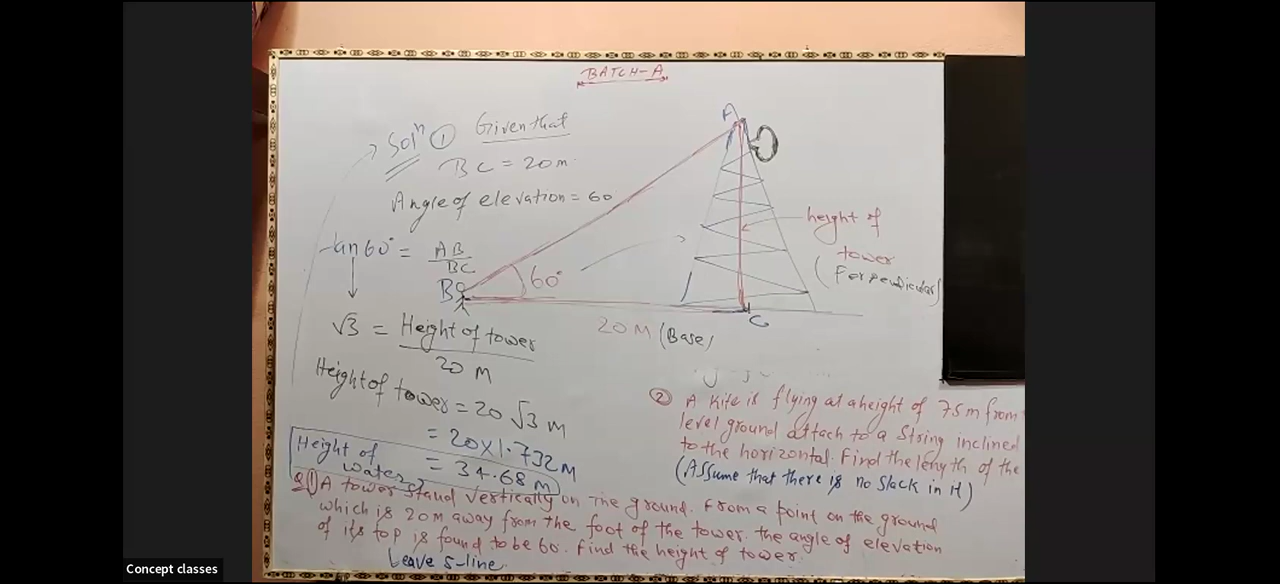 BATCH-A
Solⁿ ① Given that
BC = 20 m.
Angle of elevation = 60
tan 60° = AB
BC
√3 = Height of tower
20 M
Height of tower = 20 √3 M
= 20 × 1.732 M
Height of
water = 34.68 M
A
B
60°
C
20 M (Base)
height of
tower
(Perpendicular)
② A Kite is flying at a height of 75 m from
level ground attach to a string inclined
to the horizontal. Find the length of the
(Assume that there is no slack in it)
Q ① A tower stand vertically on the ground. From a point on the ground
which is 20 M away from the foot of the tower. the angle of elevation
of its top is found to be 60. Find the height of tower.
Leave 5-line
Concept classes